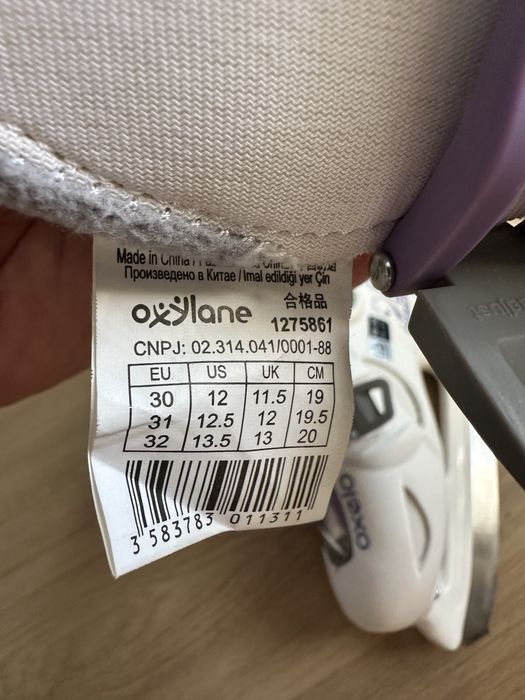 Made in China /
Произведено в Китае / Imal edildiği yer Çin
oxylane 合格品
1275861
CNPJ: 02.314.041/0001-88
EU US UK CM
30 12 11.5 19
31 12.5 12 19.5
32 13.5 13 20
3 583783 011311
oxelo